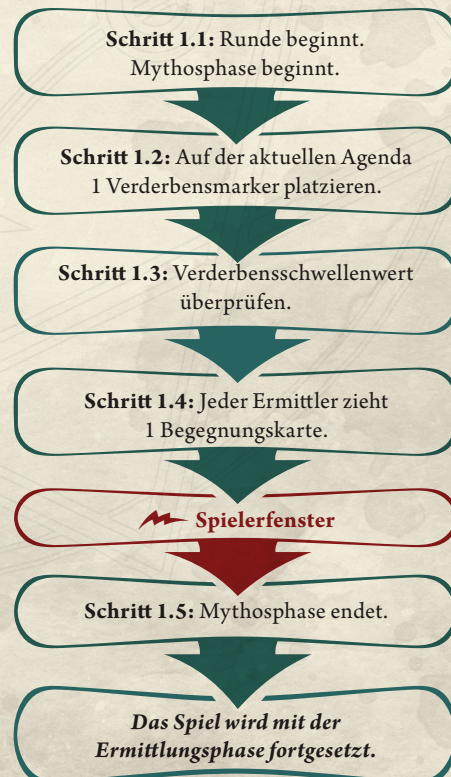 Schritt 1.1: Runde beginnt.
Mythosphase beginnt.
Schritt 1.2: Auf der aktuellen Agenda
1 Verderbensmarker platzieren.
Schritt 1.3: Verderbensschwellenwert
überprüfen.
Schritt 1.4: Jeder Ermittler zieht
1 Begegnungskarte.
Spielerfenster
Schritt 1.5: Mythosphase endet.
Das Spiel wird mit der
Ermittlungsphase fortgesetzt.